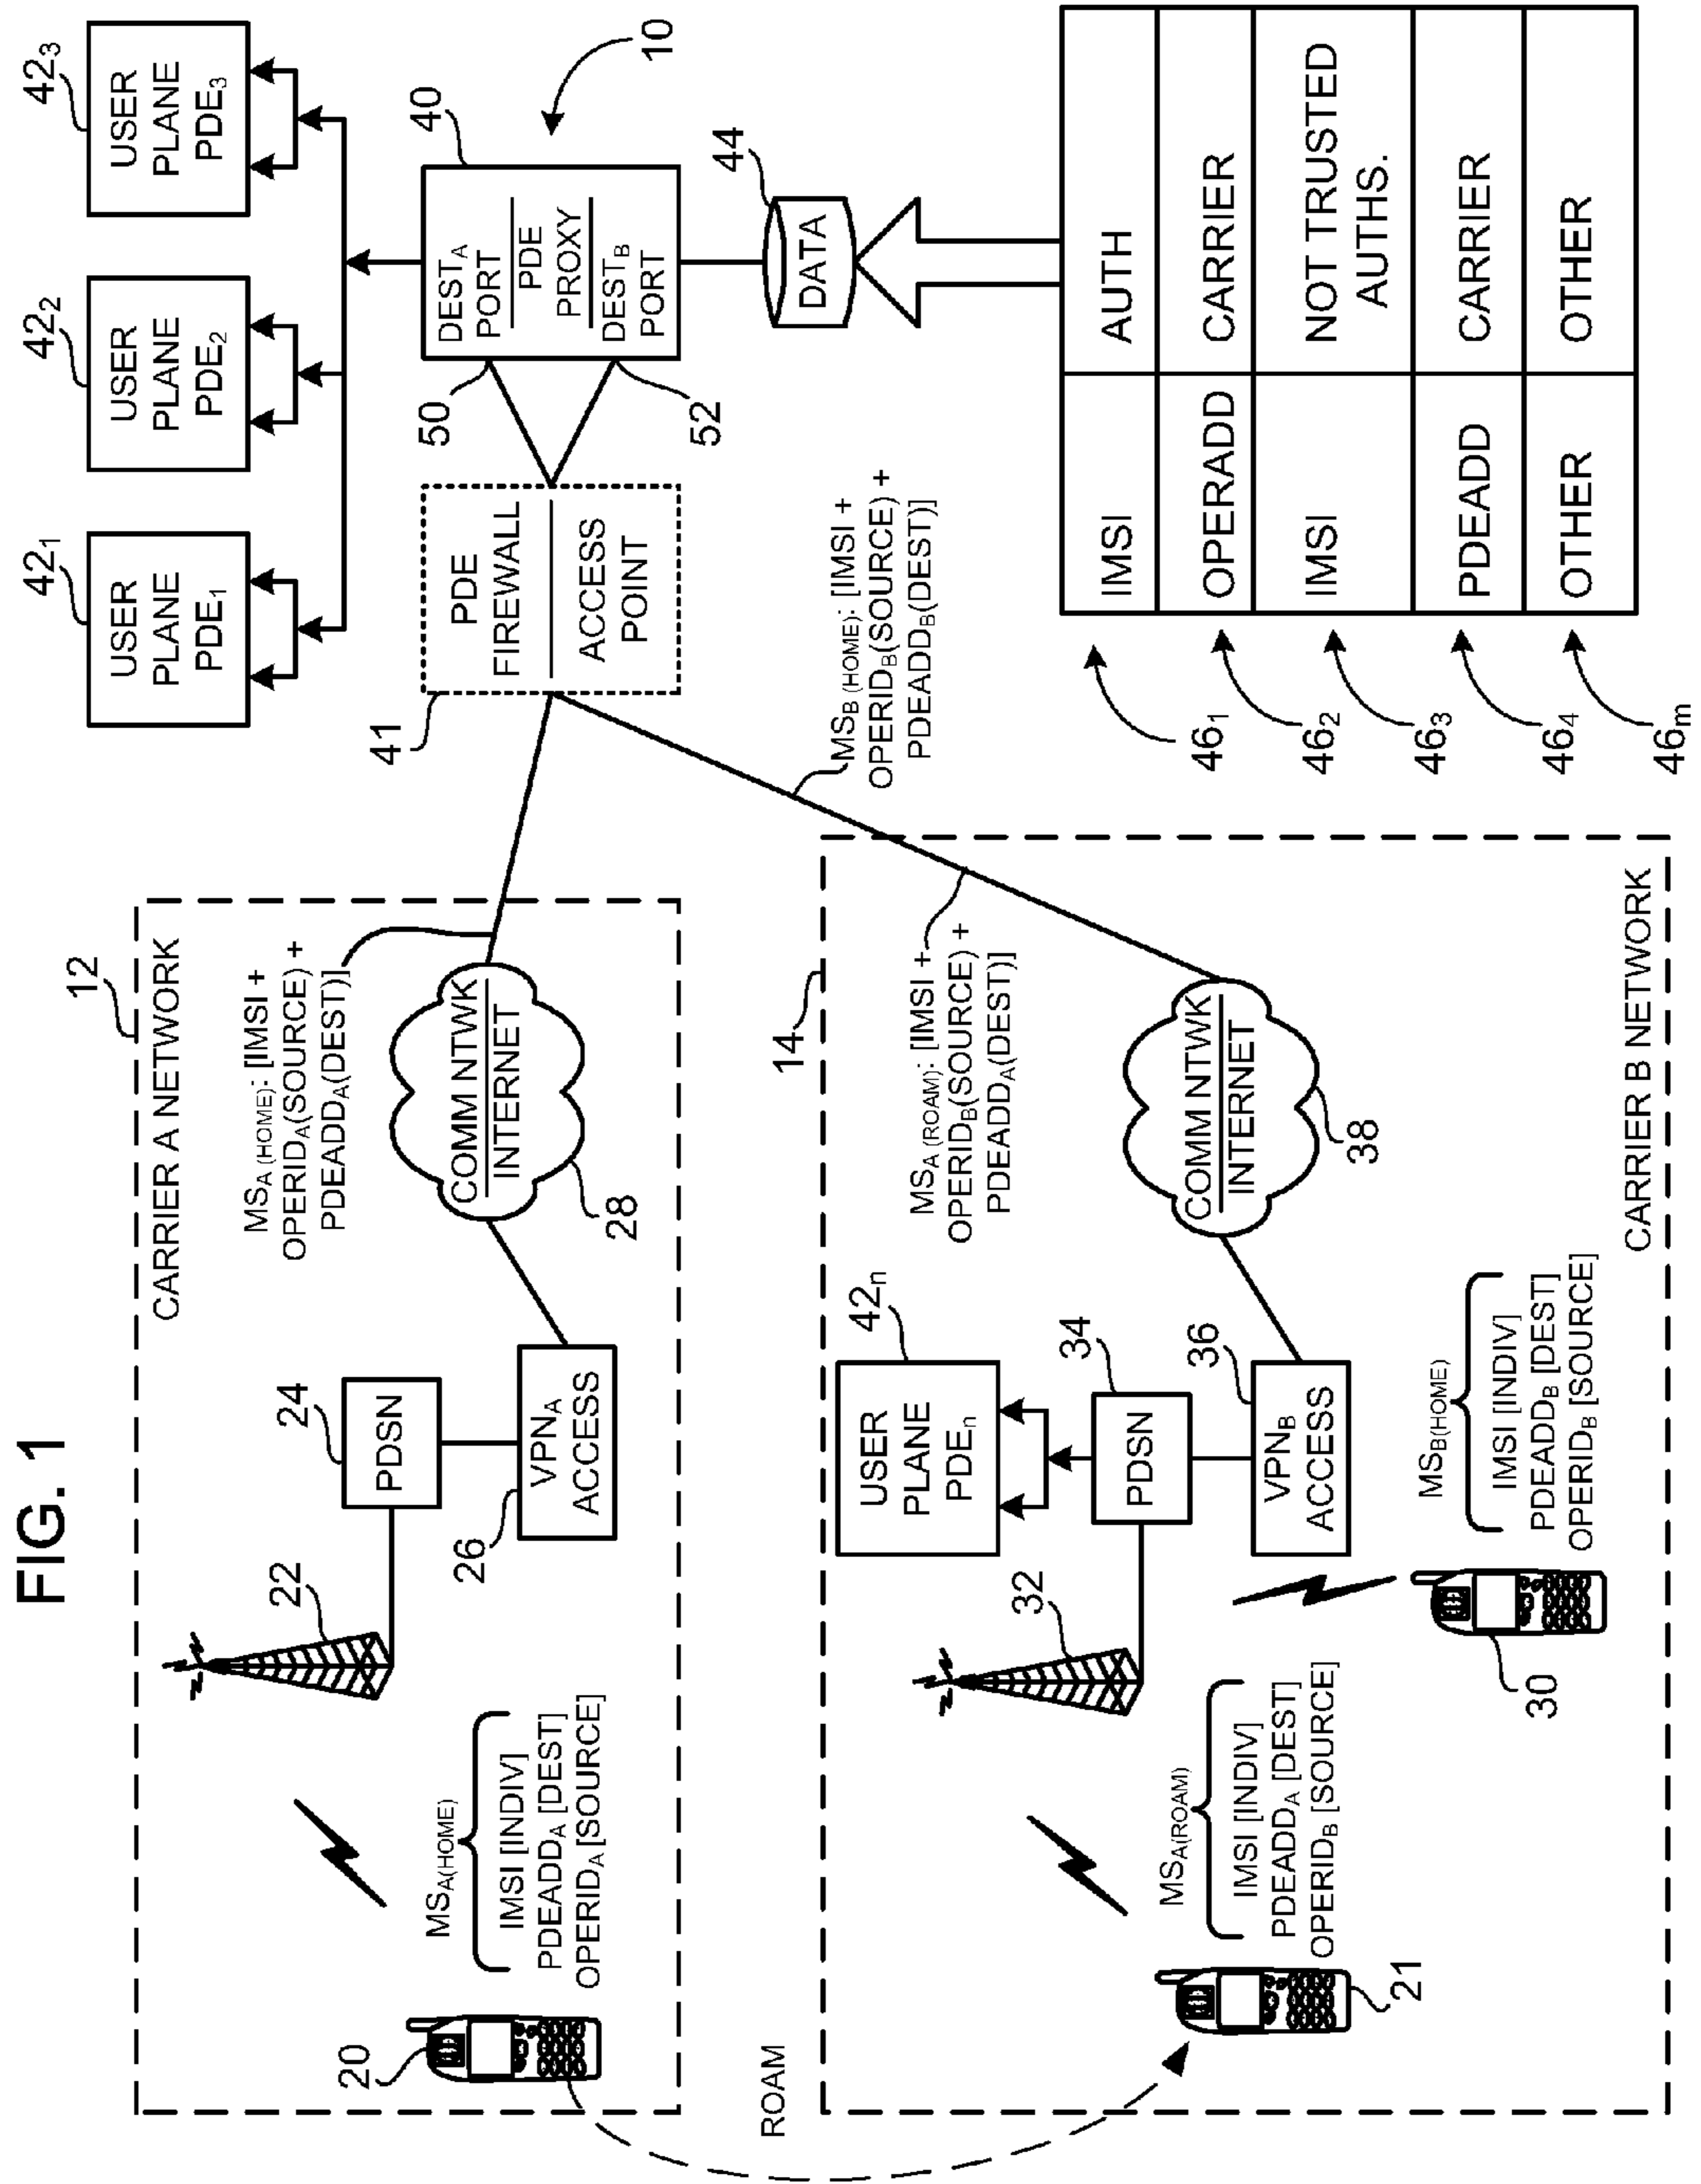 FIG. 1
12
CARRIER A NETWORK
20
MSA(HOME)
IMSI [INDIV]
PDEADDA [DEST]
OPERIDA [SOURCE]
22
24
PDSN
26
VPNA
ACCESS
28
COMM NTWK
INTERNET
MSA (HOME): [IMSI +
OPERIDA(SOURCE) +
PDEADDA(DEST)]
ROAM
14
21
MSA(ROAM)
IMSI [INDIV]
PDEADDA [DEST]
OPERIDB [SOURCE]
32
42n
USER
PLANE
PDEn
34
PDSN
36
VPNB
ACCESS
30
MSB(HOME)
IMSI [INDIV]
PDEADDB [DEST]
OPERIDB [SOURCE]
38
COMM NTWK
INTERNET
MSA (ROAM): [IMSI +
OPERIDB(SOURCE) +
PDEADDA(DEST)]
CARRIER B NETWORK
MSB (HOME): [IMSI +
OPERIDB(SOURCE) +
PDEADDB(DEST)]
41
PDE
FIREWALL
ACCESS
POINT
421
USER
PLANE
PDE1
422
USER
PLANE
PDE2
423
USER
PLANE
PDE3
50
52
40
DESTA
PORT
PDE
PROXY
DESTB
PORT
10
44
DATA
461
462
463
464
46m
IMSI AUTH
OPERADD CARRIER
IMSI NOT TRUSTED
AUTHS.
PDEADD CARRIER
OTHER OTHER